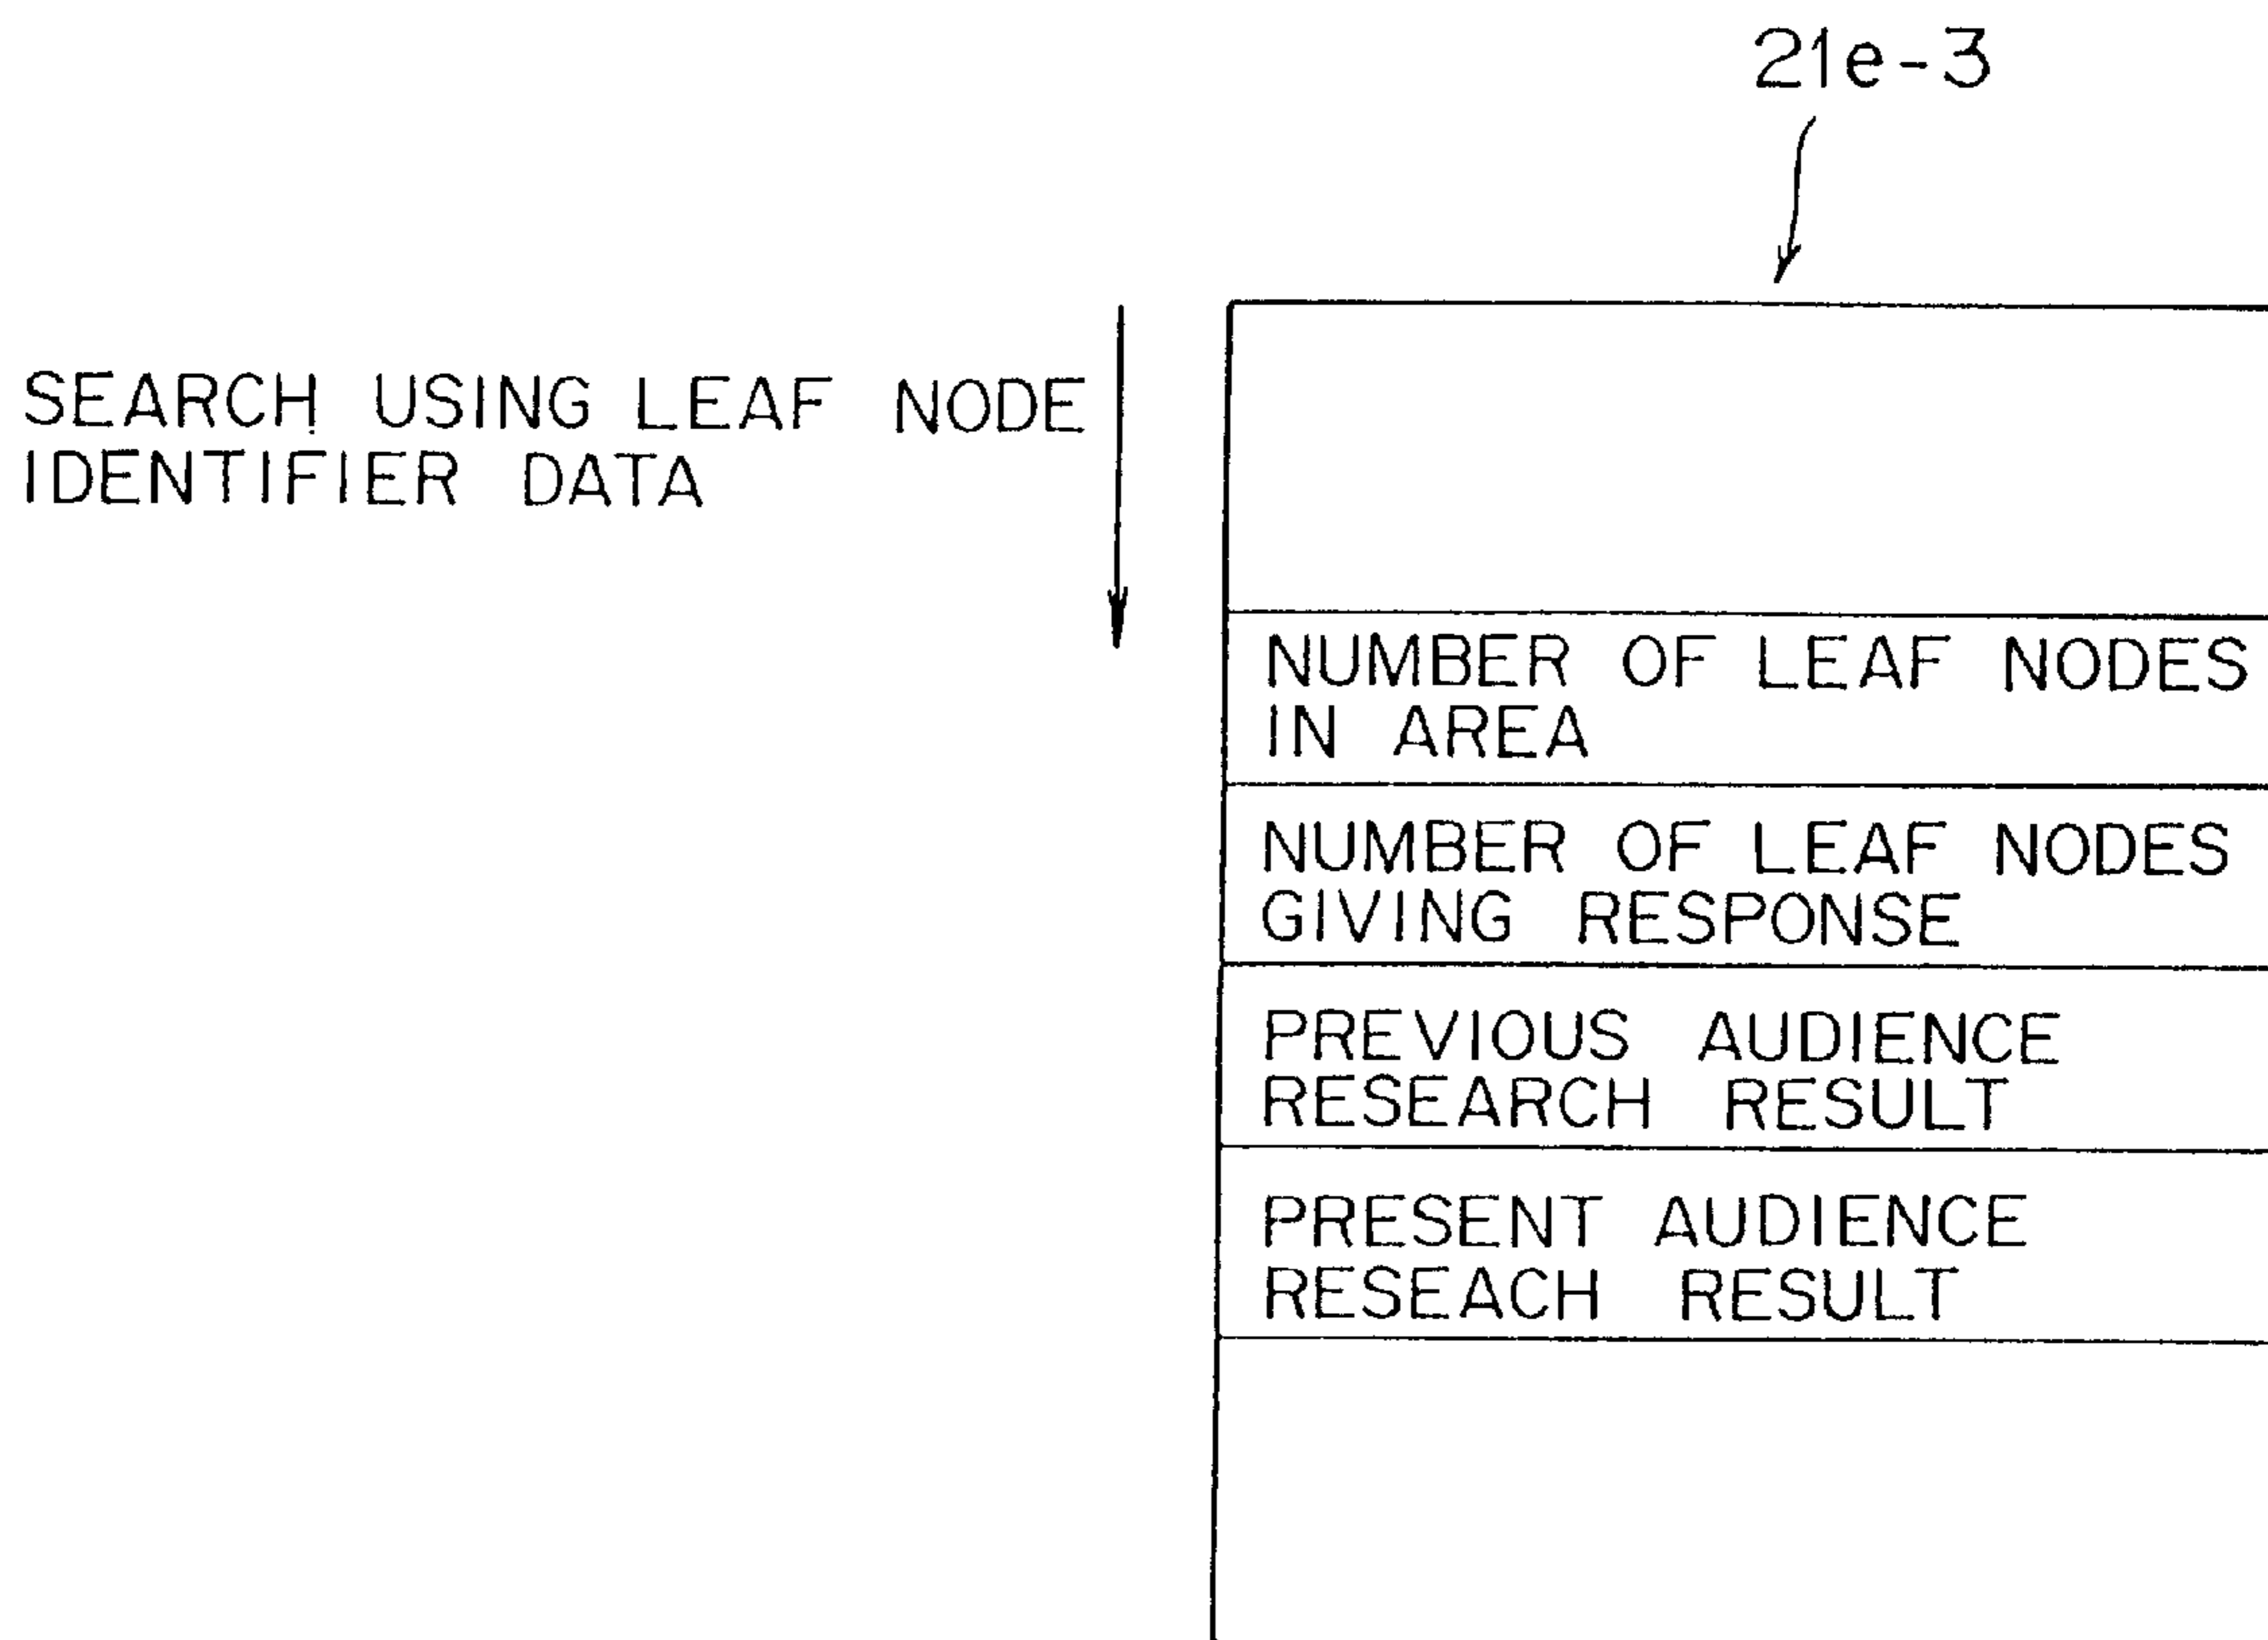 21e-3
SEARCH USING LEAF NODE
IDENTIFIER DATA
NUMBER OF LEAF NODES
IN AREA
NUMBER OF LEAF NODES
GIVING RESPONSE
PREVIOUS AUDIENCE
RESEARCH RESULT
PRESENT AUDIENCE
RESEACH RESULT